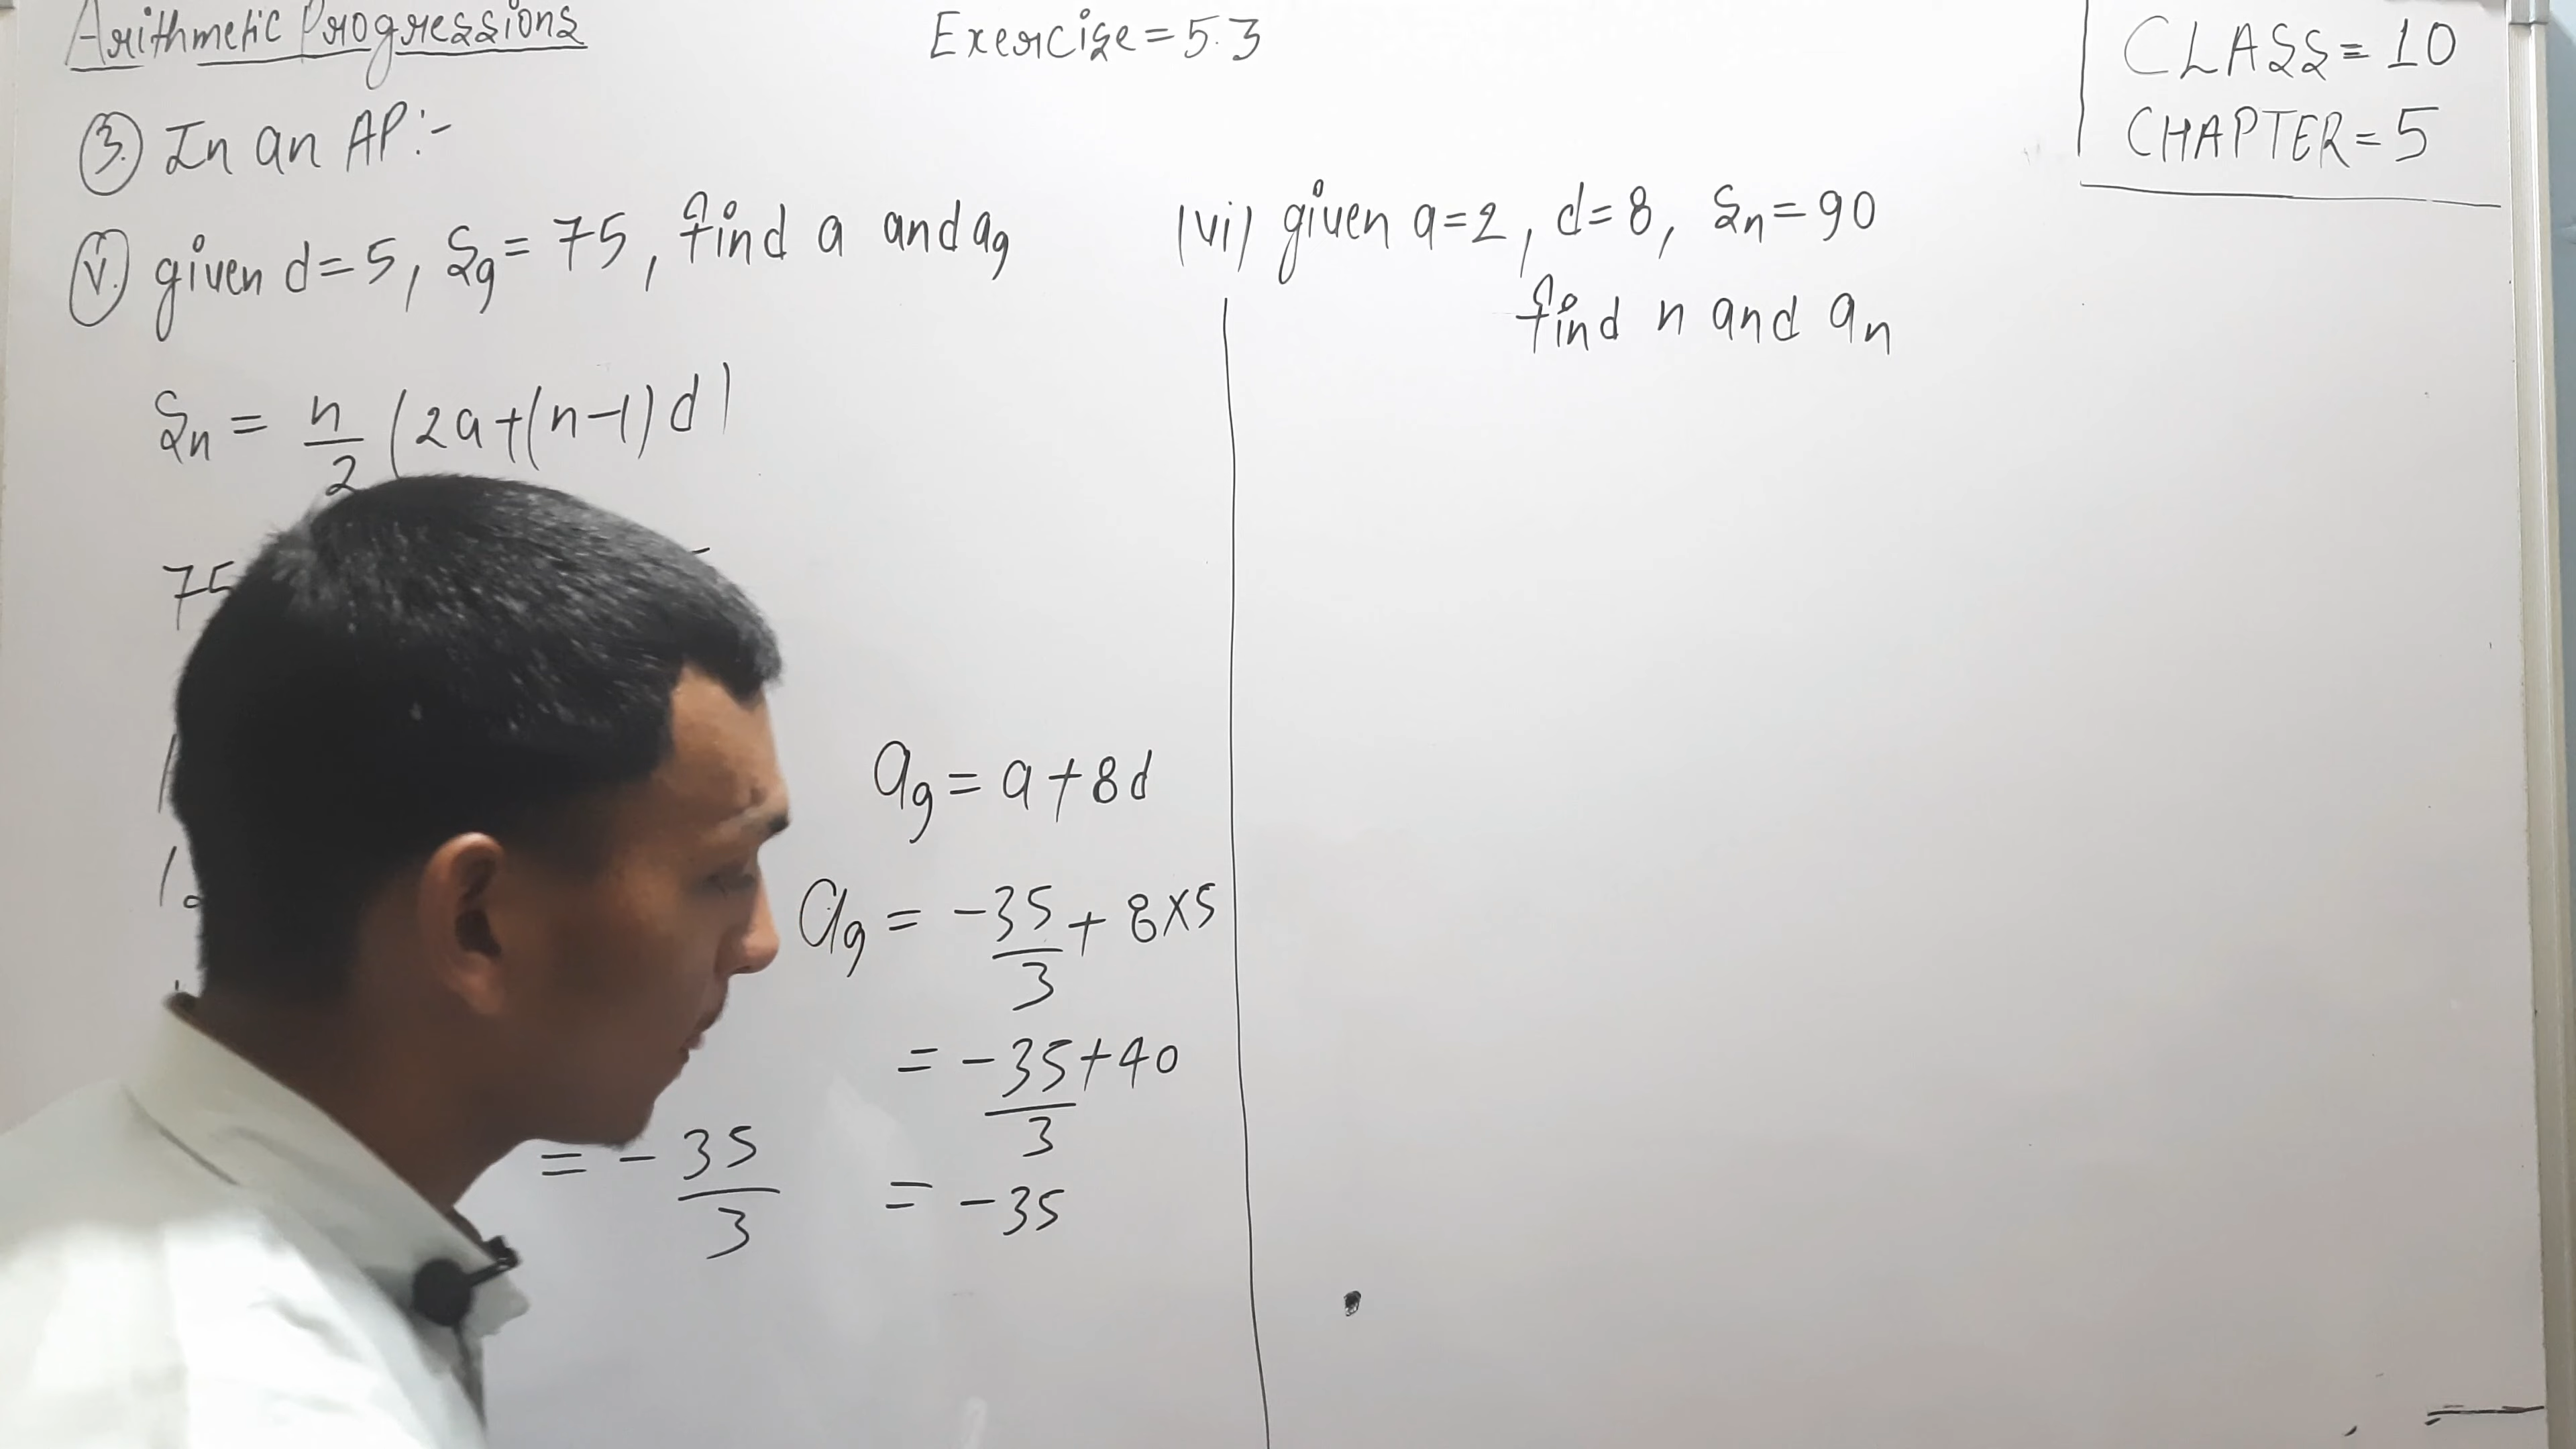 Arithmetic Progressions
Exercise = 5.3
CLASS = 10
CHAPTER = 5
3. In an AP:-
v. given d = 5, S9 = 75, find a and a9
Sn = n/2 (2a+(n-1)d)
75
a9 = a + 8d
a9 = -35/3 + 8×5
= -35/3 + 40
= -35/3
= -35
(vi) given a=2, d=8, Sn=90
find n and an